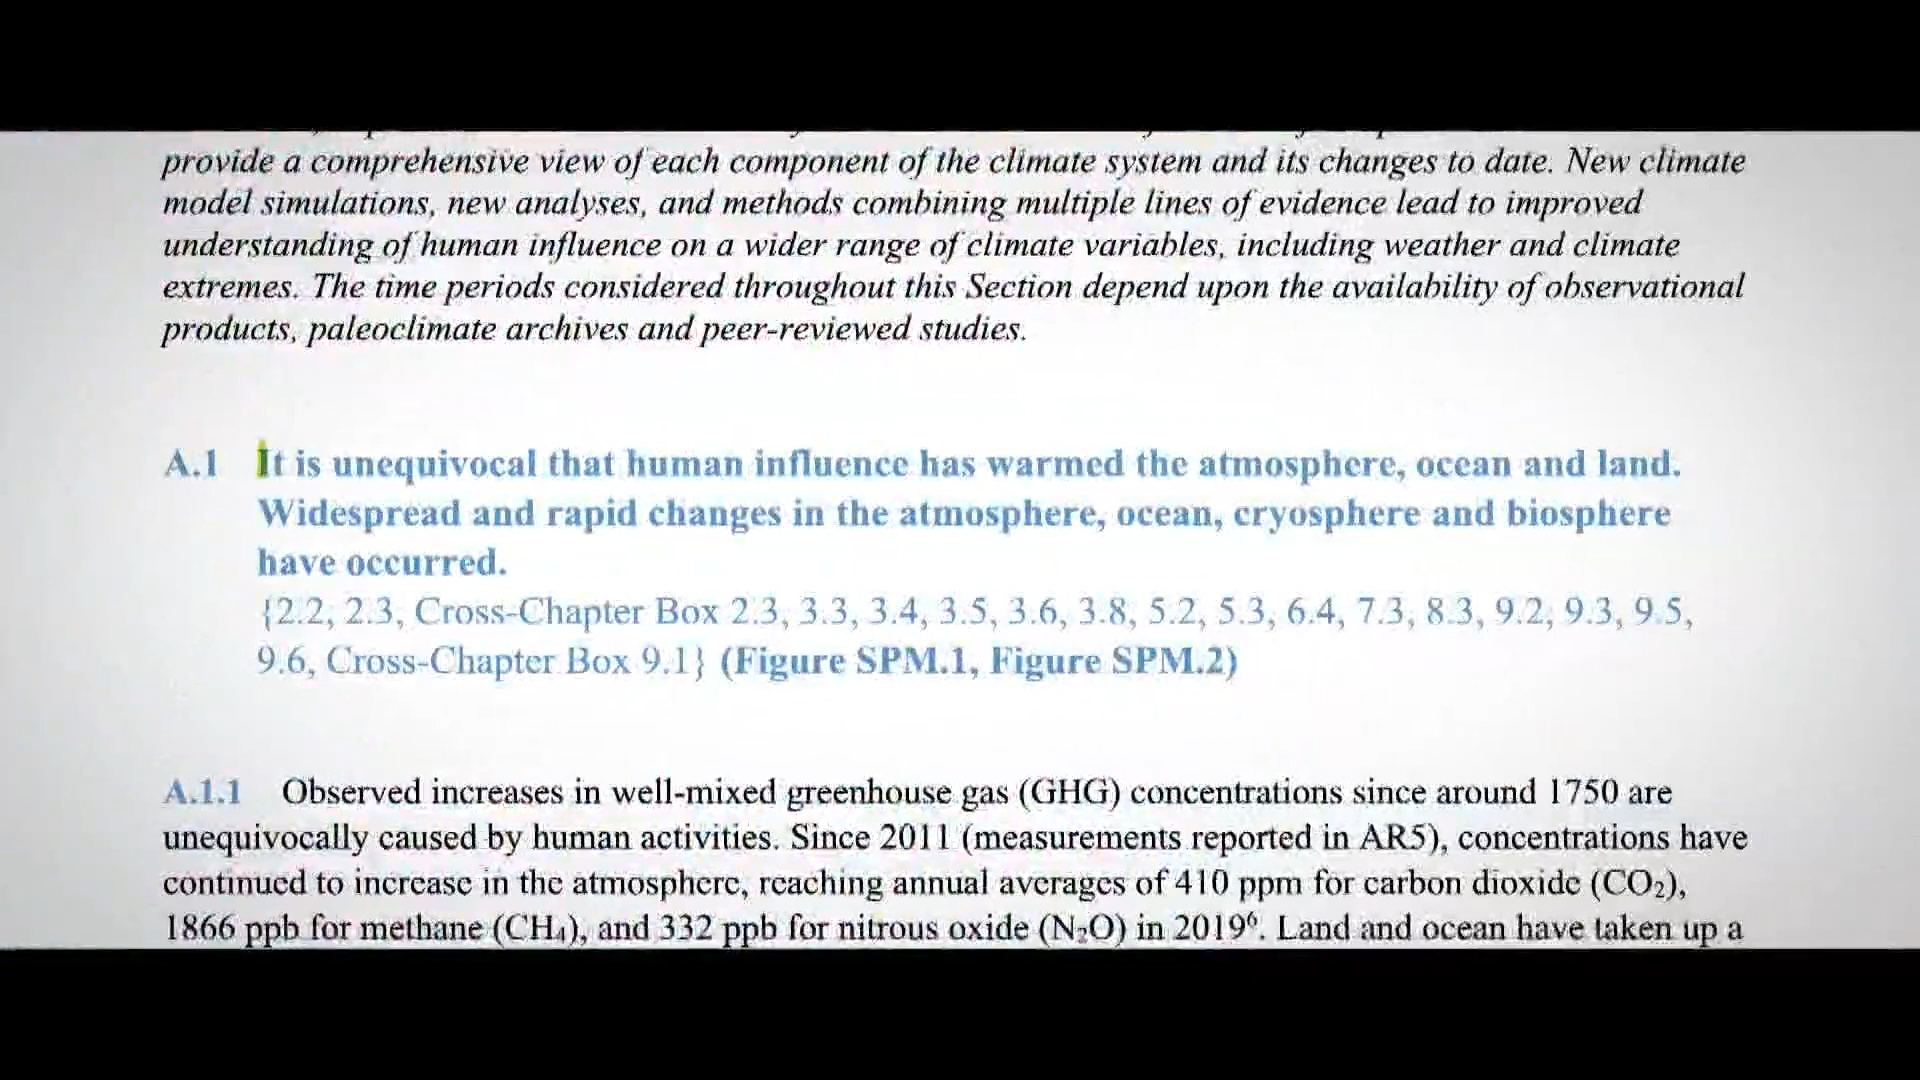 provide a comprehensive view of each component of the climate system and its changes to date. New climate
model simulations, new analyses, and methods combining multiple lines of evidence lead to improved
understanding of human influence on a wider range of climate variables, including weather and climate
extremes. The time periods considered throughout this Section depend upon the availability of observational
products, paleoclimate archives and peer-reviewed studies.
A.1 It is unequivocal that human influence has warmed the atmosphere, ocean and land.
Widespread and rapid changes in the atmosphere, ocean, cryosphere and biosphere
have occurred.
{2.2, 2.3, Cross-Chapter Box 2.3, 3.3, 3.4, 3.5, 3.6, 3.8, 5.2, 5.3, 6.4, 7.3, 8.3, 9.2, 9.3, 9.5,
9.6, Cross-Chapter Box 9.1} (Figure SPM.1, Figure SPM.2)
A.1.1 Observed increases in well-mixed greenhouse gas (GHG) concentrations since around 1750 are
unequivocally caused by human activities. Since 2011 (measurements reported in AR5), concentrations have
continued to increase in the atmosphere, reaching annual averages of 410 ppm for carbon dioxide (CO₂),
1866 ppb for methane (CH₄), and 332 ppb for nitrous oxide (N₂O) in 2019⁶. Land and ocean have taken up a